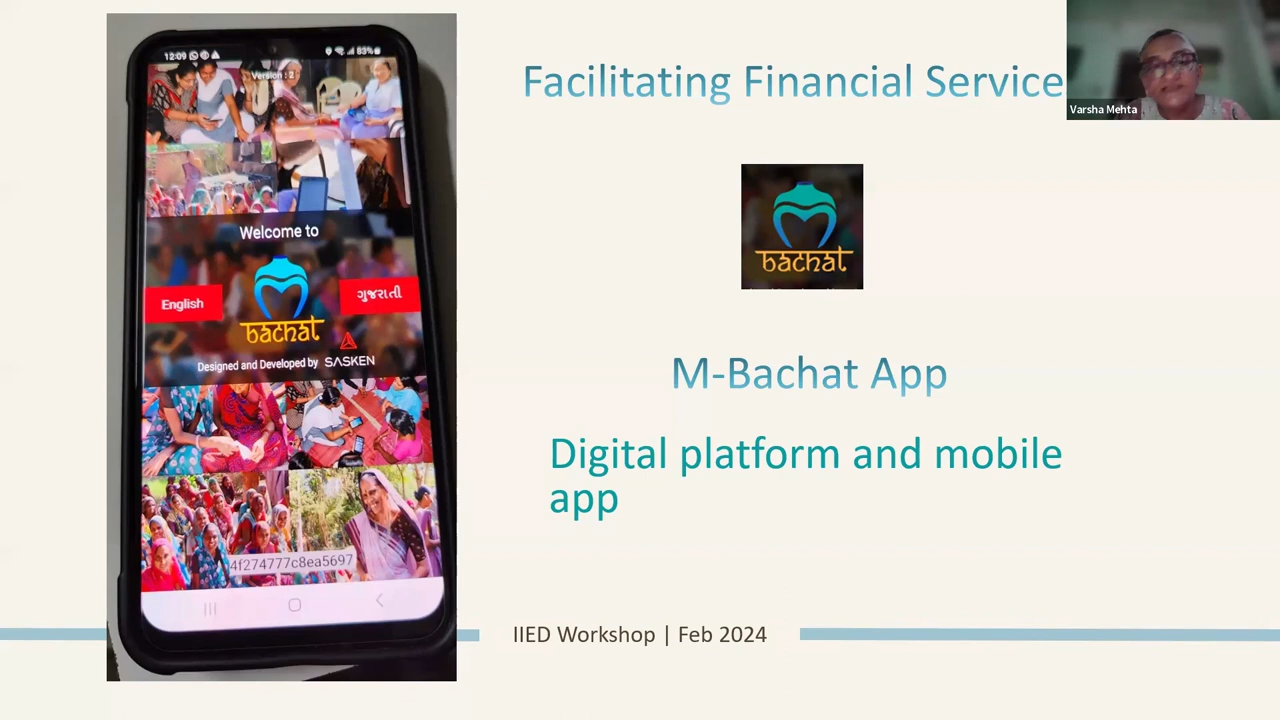 12:09
83%
Version : 2
Welcome to
English
ગુજરાતી
bachat
Designed and Developed by SASKEN
4f274777c8ea5697
Facilitating Financial Service
Varsha Mehta
bachat
M-Bachat App
Digital platform and mobile
app
IIED Workshop | Feb 2024